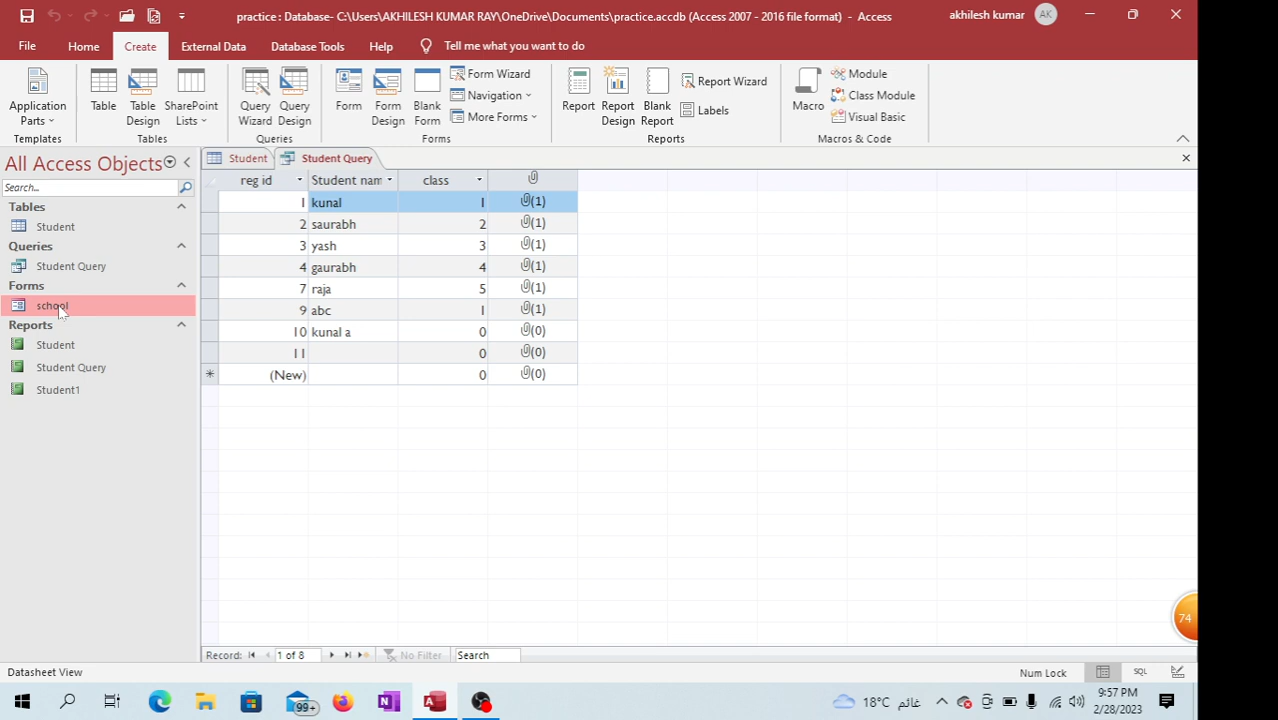 practice : Database- C:\Users\AKHILESH KUMAR RAY\OneDrive\Documents\practice.accdb (Access 2007 - 2016 file format) - Access
akhilesh kumar AK
File Home Create External Data Database Tools Help Tell me what you want to do
Application Parts
Table
Table Design
SharePoint Lists
Query Wizard
Query Design
Form
Form Design
Blank Form
Form Wizard
Navigation
More Forms
Report
Report Design
Blank Report
Report Wizard
Labels
Macro
Module
Class Module
Visual Basic
Templates Tables Queries Forms Reports Macros & Code
All Access Objects
Search...
Tables
Student
Queries
Student Query
Forms
school
Reports
Student
Student Query
Student1
Student Student Query
reg id Student nam class
1 kunal 1 (1)
2 saurabh 2 (1)
3 yash 3 (1)
4 gaurabh 4 (1)
7 raja 5 (1)
9 abc 1 (1)
10 kunal a 0 (0)
11 0 (0)
* (New) 0 (0)
74
Record: 1 of 8 No Filter Search
Datasheet View Num Lock SQL
99+ 18°C غائم 9:57 PM
2/28/2023